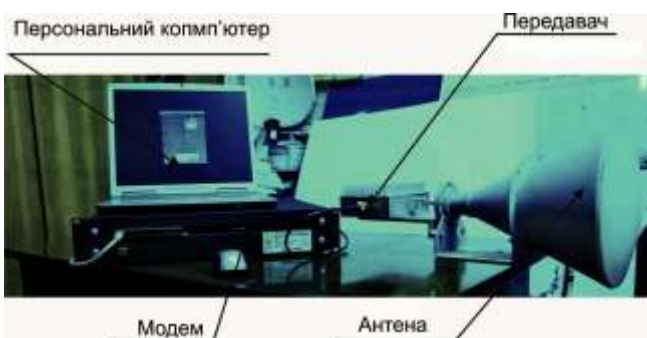 Персональний копмп'ютер
Передавач
Модем
Антена